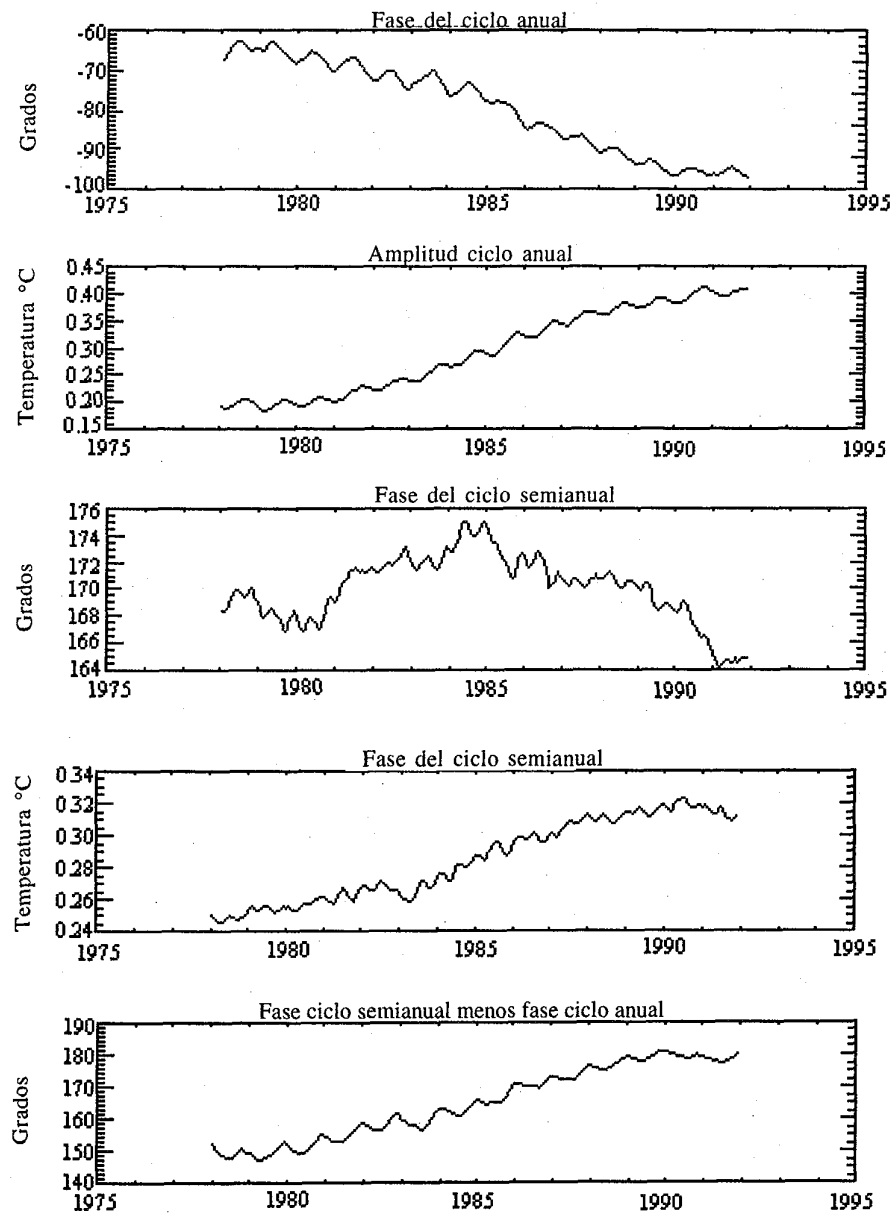 Fase del ciclo anual
-60
-70
-80
-90
-100
Grados
1975 1980 1985 1990 1995
Amplitud ciclo anual
0.45
0.40
0.35
0.30
0.25
0.20
0.15
Temperatura °C
1975 1980 1985 1990 1995
Fase del ciclo semianual
176
174
172
170
168
166
164
Grados
1975 1980 1985 1990 1995
Fase del ciclo semianual
0.34
0.32
0.30
0.28
0.26
0.24
Temperatura °C
1975 1980 1985 1990 1995
Fase ciclo semianual menos fase ciclo anual
190
180
170
160
150
140
Grados
1975 1980 1985 1990 1995